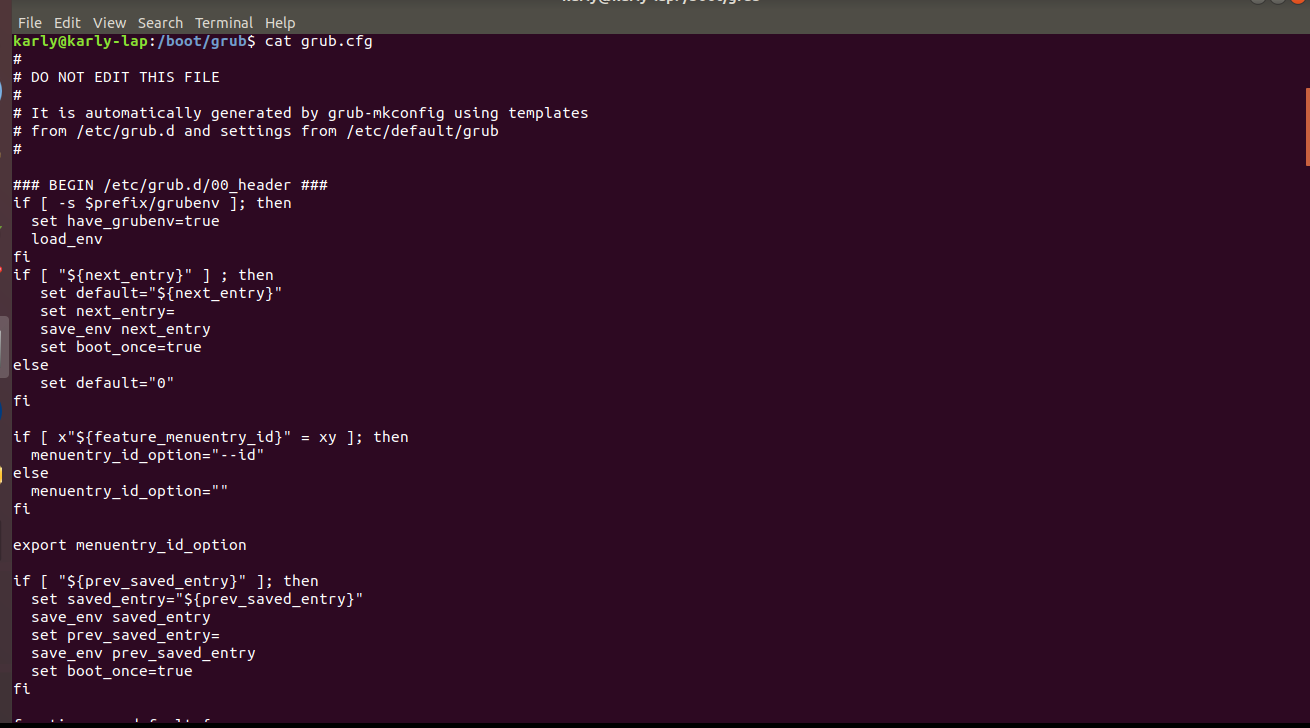 File Edit View Search Terminal Help
karly@karly-lap:/boot/grub$ cat grub.cfg
#
# DO NOT EDIT THIS FILE
#
# It is automatically generated by grub-mkconfig using templates
# from /etc/grub.d and settings from /etc/default/grub
#

### BEGIN /etc/grub.d/00_header ###
if [ -s $prefix/grubenv ]; then
  set have_grubenv=true
  load_env
fi
if [ "${next_entry}" ] ; then
   set default="${next_entry}"
   set next_entry=
   save_env next_entry
   set boot_once=true
else
   set default="0"
fi

if [ x"${feature_menuentry_id}" = xy ]; then
  menuentry_id_option="--id"
else
  menuentry_id_option=""
fi

export menuentry_id_option

if [ "${prev_saved_entry}" ]; then
  set saved_entry="${prev_saved_entry}"
  save_env saved_entry
  set prev_saved_entry=
  save_env prev_saved_entry
  set boot_once=true
fi